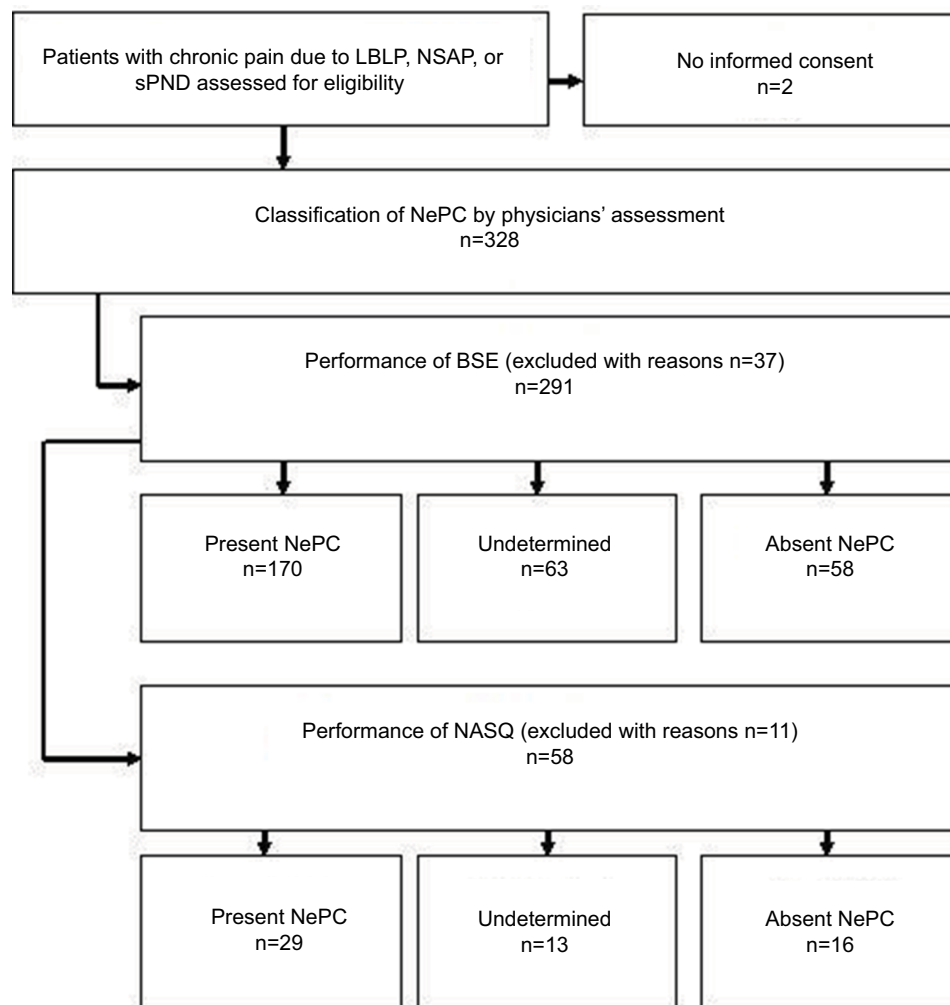 Patients with chronic pain due to LBLP, NSAP, or
sPND assessed for eligibility
No informed consent
n=2
Classification of NePC by physicians’ assessment
n=328
Performance of BSE (excluded with reasons n=37)
n=291
Present NePC
n=170
Undetermined
n=63
Absent NePC
n=58
Performance of NASQ (excluded with reasons n=11)
n=58
Present NePC
n=29
Undetermined
n=13
Absent NePC
n=16